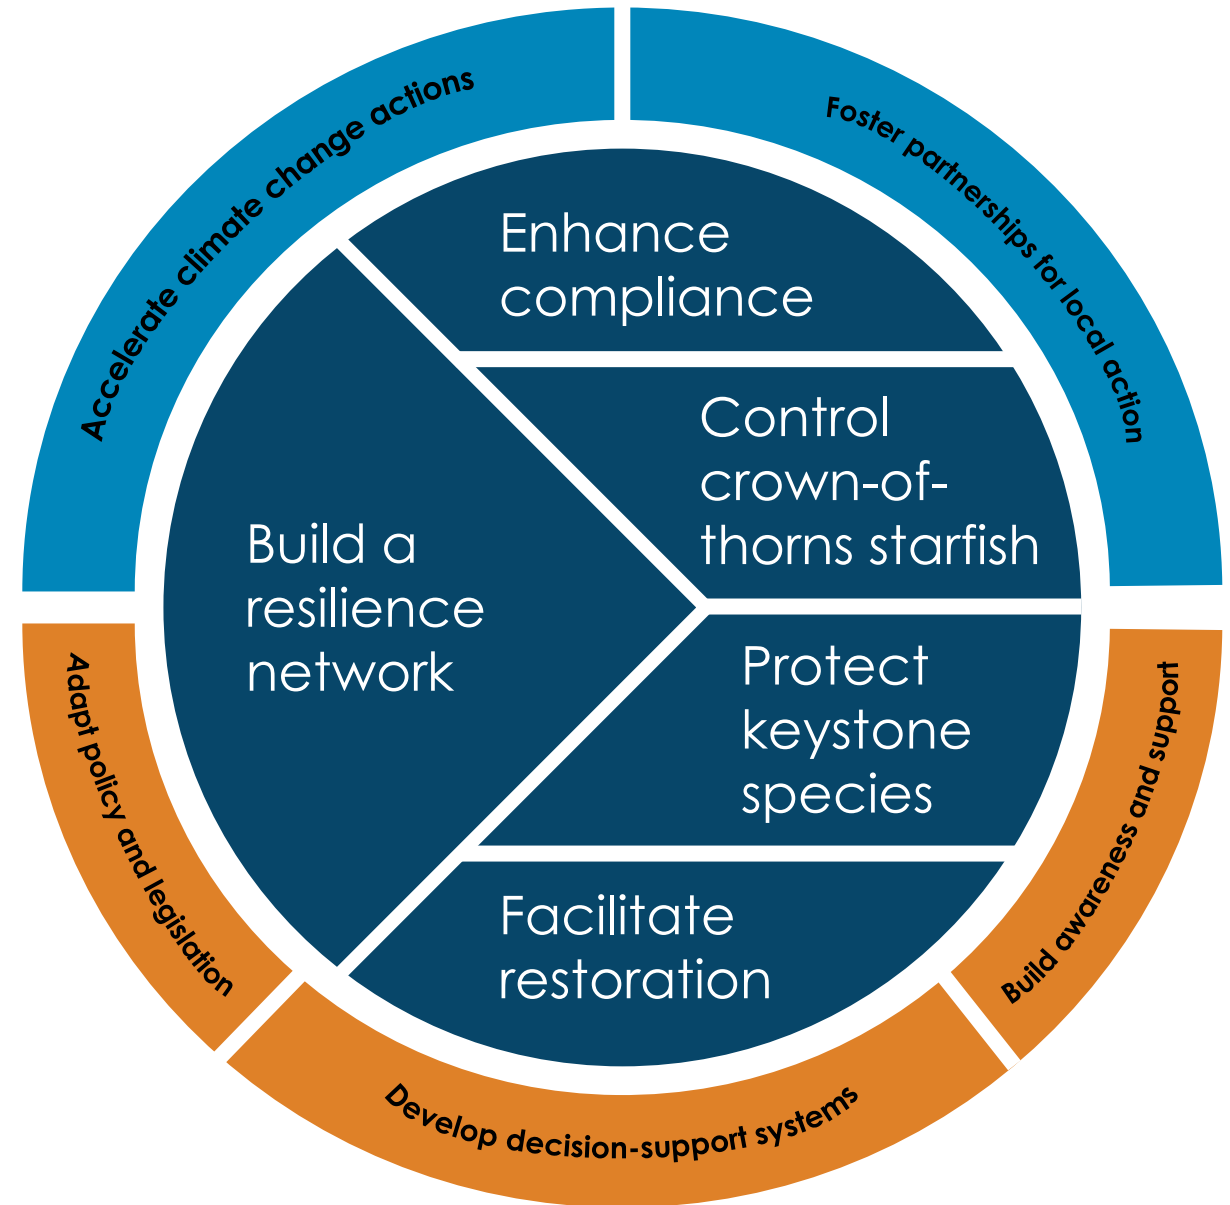 Accelerate climate change actions
Foster partnerships for local action
Enhance
compliance
Control
crown-of-
thorns starfish
Build a
resilience
network
Protect
keystone
species
Facilitate
restoration
Adapt policy and legislation
Develop decision-support systems
Build awareness and support